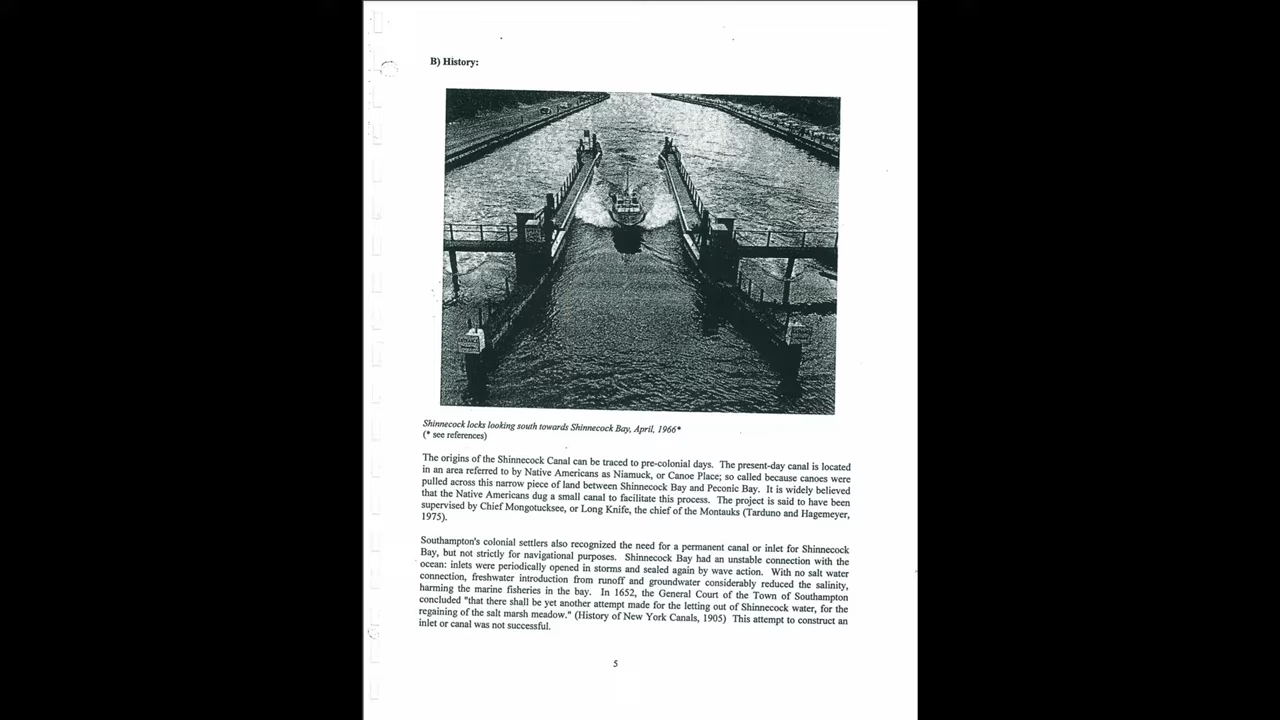 B) History:
Shinnecock locks looking south towards Shinnecock Bay, April, 1966*
(* see references)
The origins of the Shinnecock Canal can be traced to pre-colonial days. The present-day canal is located
in an area referred to by Native Americans as Niamuck, or Canoe Place; so called because canoes were
pulled across this narrow piece of land between Shinnecock Bay and Peconic Bay. It is widely believed
that the Native Americans dug a small canal to facilitate this process. The project is said to have been
supervised by Chief Mongotucksee, or Long Knife, the chief of the Montauks (Tarduno and Hagemeyer,
1975).
Southampton's colonial settlers also recognized the need for a permanent canal or inlet for Shinnecock
Bay, but not strictly for navigational purposes. Shinnecock Bay had an unstable connection with the
ocean: inlets were periodically opened in storms and sealed again by wave action. With no salt water
connection, freshwater introduction from runoff and groundwater considerably reduced the salinity,
harming the marine fisheries in the bay. In 1652, the General Court of the Town of Southampton
concluded "that there shall be yet another attempt made for the letting out of Shinnecock water, for the
regaining of the salt marsh meadow." (History of New York Canals, 1905) This attempt to construct an
inlet or canal was not successful.
5